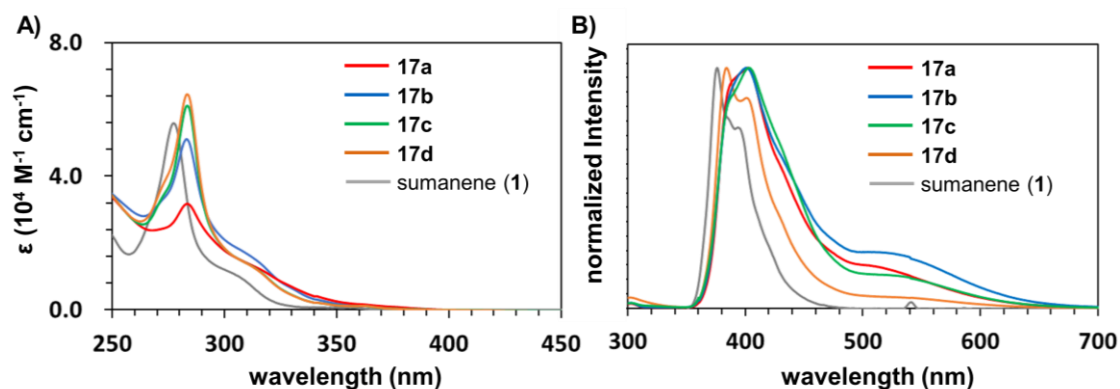 A)
8.0
4.0
0.0
ε (10⁴ M⁻¹ cm⁻¹)
17a
17b
17c
17d
sumanene (1)
250 300 350 400 450
wavelength (nm)
B)
normalized Intensity
17a
17b
17c
17d
sumanene (1)
300 400 500 600 700
wavelength (nm)